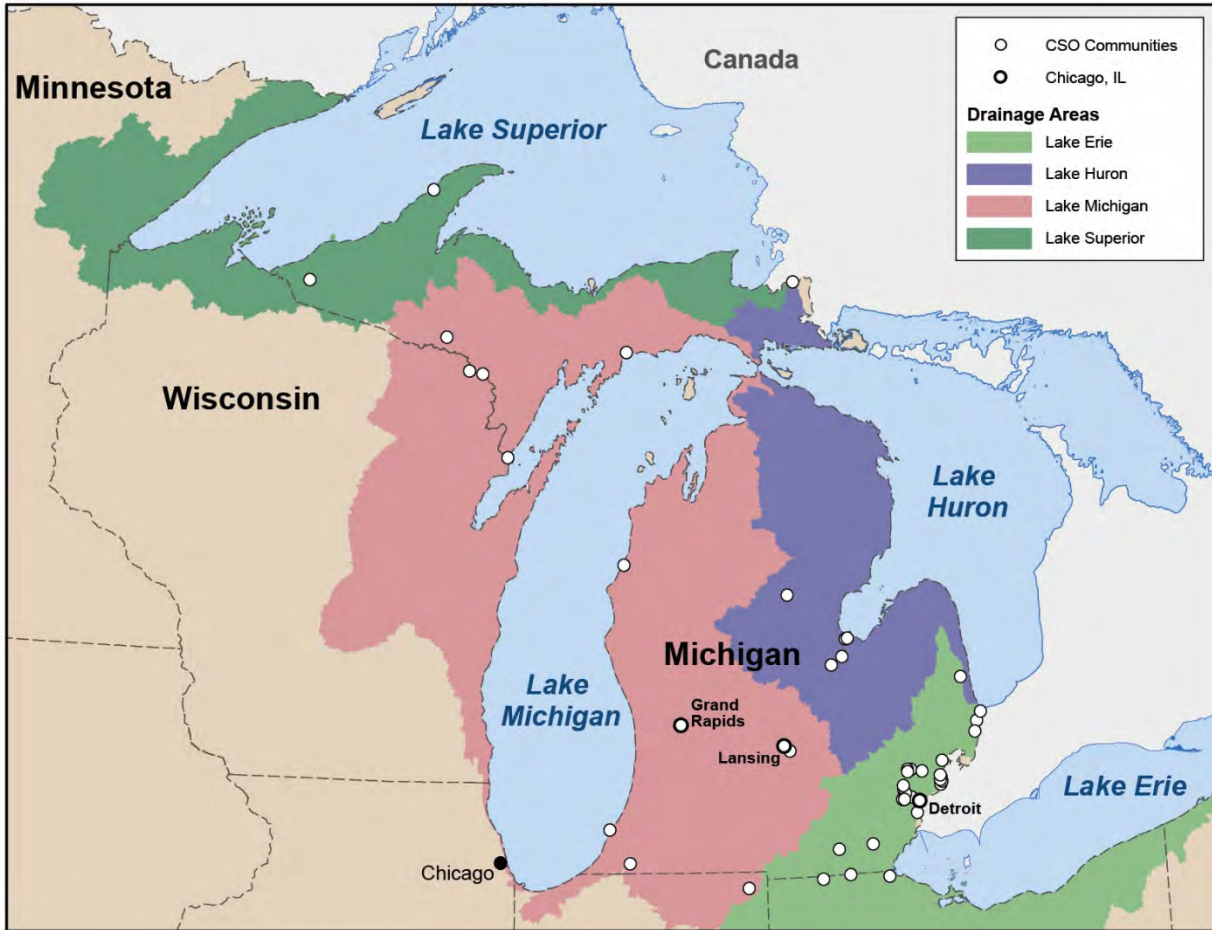 Canada
CSO Communities
Chicago, IL
Drainage Areas
Lake Erie
Lake Huron
Lake Michigan
Lake Superior
Minnesota
Lake Superior
Wisconsin
Lake
Huron
Michigan
Lake
Michigan
Grand
Rapids
Lansing
Lake Erie
Detroit
Chicago